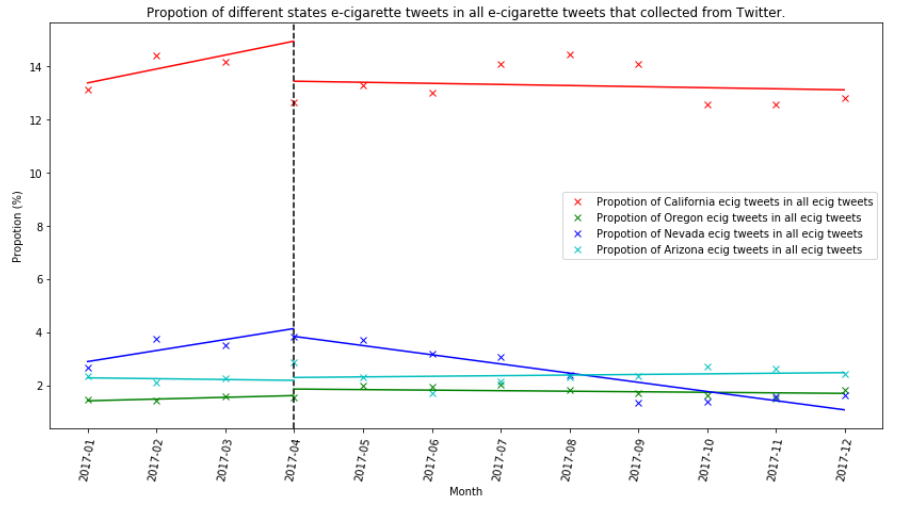 Propotion of different states e-cigarette tweets in all e-cigarette tweets that collected from Twitter.
Propotion (%)
14
12
10
8
6
4
2
Propotion of California ecig tweets in all ecig tweets
Propotion of Oregon ecig tweets in all ecig tweets
Propotion of Nevada ecig tweets in all ecig tweets
Propotion of Arizona ecig tweets in all ecig tweets
2017-01
2017-02
2017-03
2017-04
2017-05
2017-06
2017-07
2017-08
2017-09
2017-10
2017-11
2017-12
Month